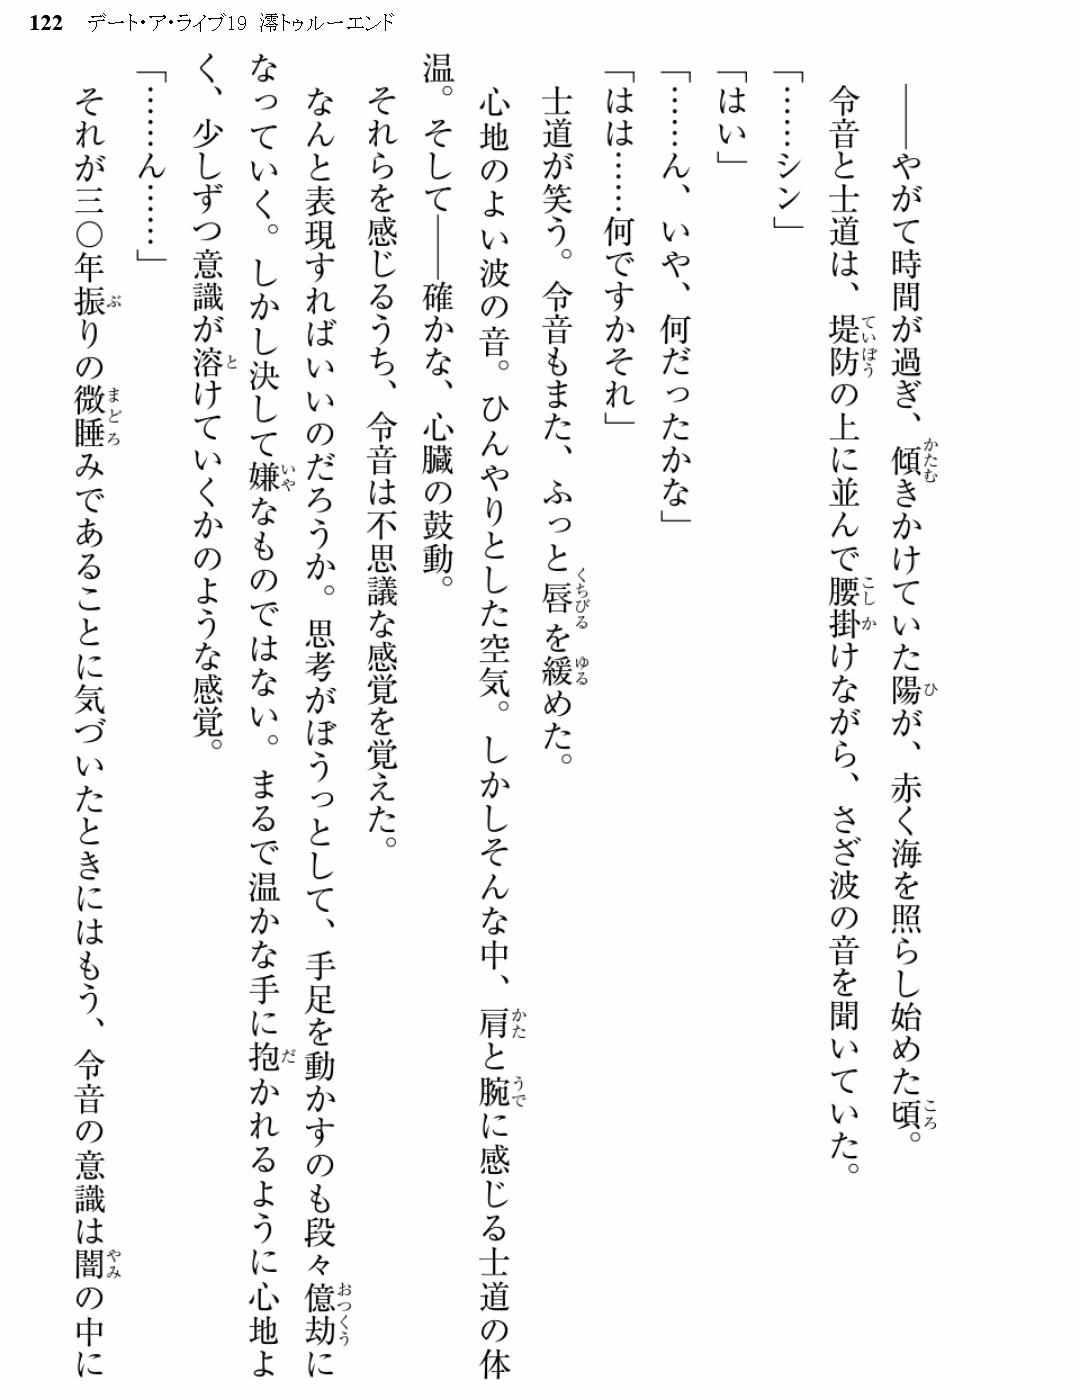 122 デート・ア・ライブ19 澪トゥルーエンド
――やがて時間が過ぎ、傾きかけていた陽が、赤く海を照らし始めた頃。
令音と士道は、堤防の上に並んで腰掛けながら、さざ波の音を聞いていた。
「……シン」
「はい」
「……ん、いや、何だったかな」
「はは……何ですかそれ」
士道が笑う。令音もまた、ふっと唇を緩めた。
心地のよい波の音。ひんやりとした空気。しかしそんな中、肩と腕に感じる士道の体
温。そして――確かな、心臓の鼓動。
それらを感じるうち、令音は不思議な感覚を覚えた。
なんと表現すればいいのだろうか。思考がぼうっとして、手足を動かすのも段々億劫に
なっていく。しかし決して嫌なものではない。まるで温かな手に抱かれるように心地よ
く、少しずつ意識が溶けていくかのような感覚。
「……ん……」
それが三〇年振りの微睡みであることに気づいたときにはもう、令音の意識は闇の中に